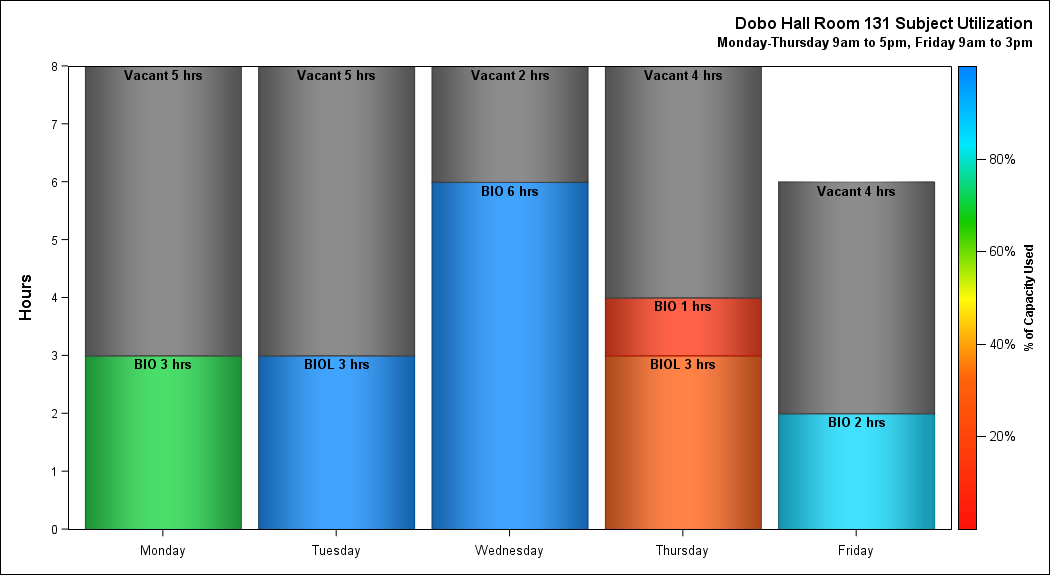 Dobo Hall Room 131 Subject Utilization
Monday-Thursday 9am to 5pm, Friday 9am to 3pm
Hours
8
7
6
5
4
3
2
1
0
Vacant 5 hrs
BIO 3 hrs
Vacant 5 hrs
BIOL 3 hrs
Vacant 2 hrs
BIO 6 hrs
Vacant 4 hrs
BIO 1 hrs
BIOL 3 hrs
Vacant 4 hrs
BIO 2 hrs
Monday
Tuesday
Wednesday
Thursday
Friday
80%
60%
40%
20%
% of Capacity Used